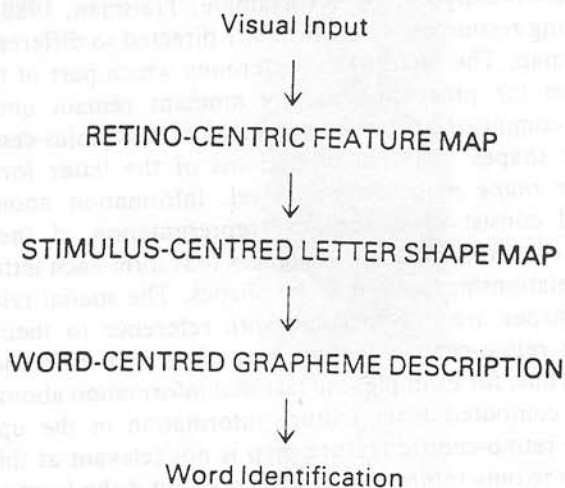 Visual Input
RETINO-CENTRIC FEATURE MAP
STIMULUS-CENTRED LETTER SHAPE MAP
WORD-CENTRED GRAPHEME DESCRIPTION
Word Identification